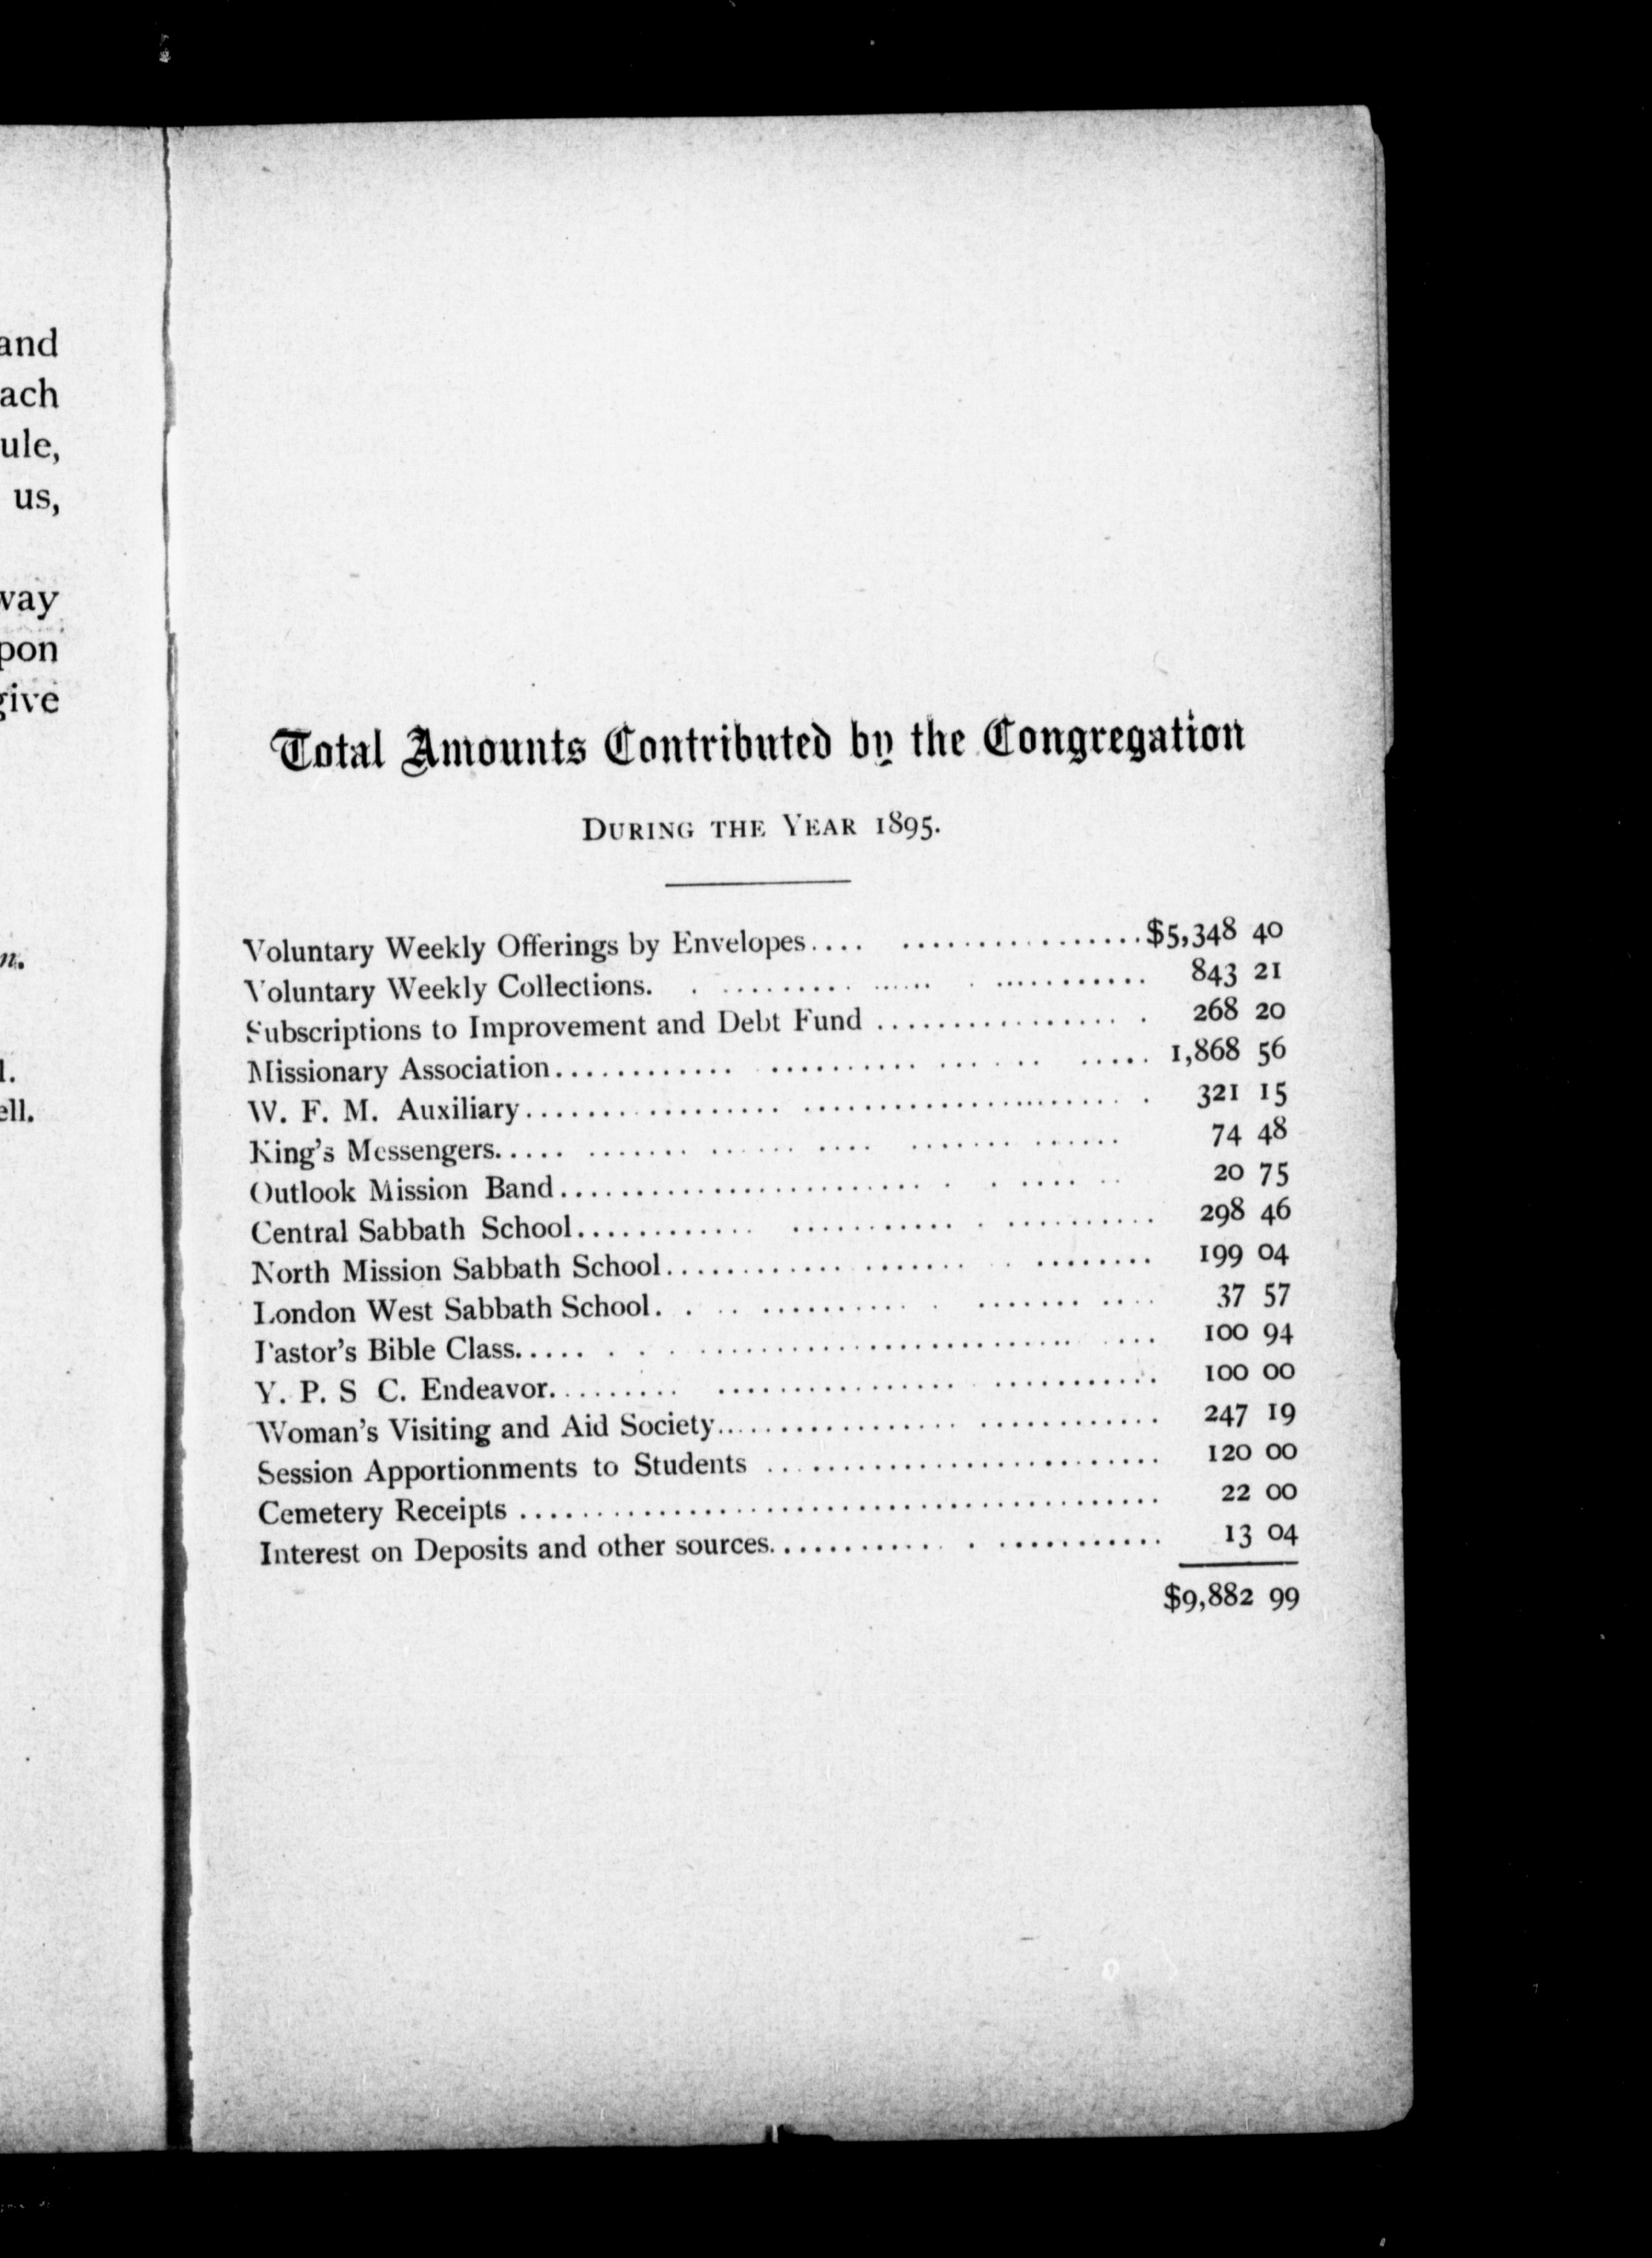 and
ach
ule,
us,
way
pon
give
n.
l.
ell.
Total Amounts Contributed by the Congregation
DURING THE YEAR 1895.
Voluntary Weekly Offerings by Envelopes.... ................$5,348 40
Voluntary Weekly Collections. . ......... ...... . ........... 843 21
Subscriptions to Improvement and Debt Fund ................ . 268 20
Missionary Association............ .......... ....... ..... 1,868 56
W. F. M. Auxiliary................. ...................... . 321 15
King's Messengers..... ....... ...... .... ....... ...... 74 48
Outlook Mission Band........................ . . .... .. 20 75
Central Sabbath School............ ........... . .......... 298 46
North Mission Sabbath School............ ....... . ........ 199 04
London West Sabbath School. . .. .......... . ....... .... 37 57
Pastor's Bible Class..... . . . ......................... .... 100 94
Y. P. S C. Endeavor......... ................ ........... 100 00
Woman's Visiting and Aid Society................ ............ 247 19
Session Apportionments to Students .......................... 120 00
Cemetery Receipts .......................................... 22 00
Interest on Deposits and other sources............ . ........... 13 04
$9,882 99